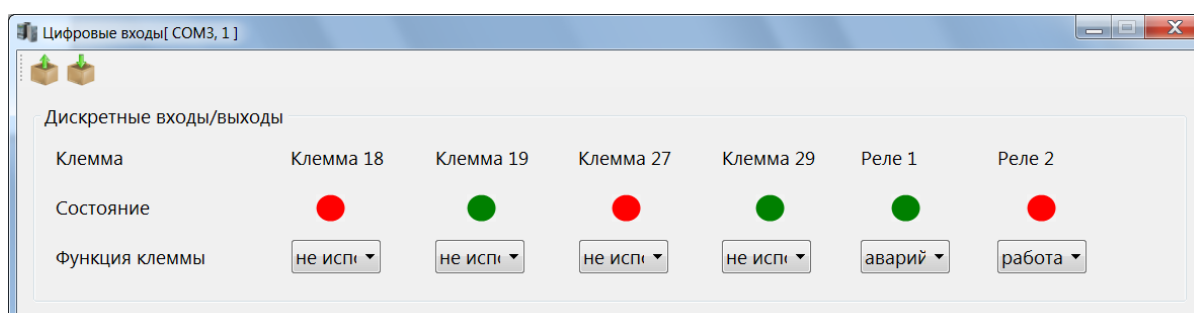 Цифровые входы[ COM3, 1 ]
Дискретные входы/выходы
Клемма Клемма 18 Клемма 19 Клемма 27 Клемма 29 Реле 1 Реле 2
Состояние
Функция клеммы не испо не испо не испо не испо аварий работа